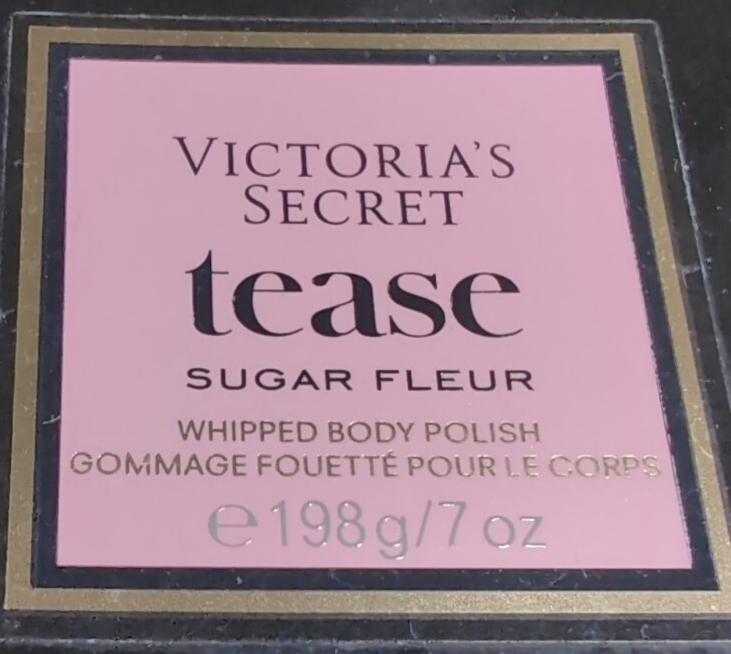 VICTORIA'S
SECRET
tease
SUGAR FLEUR
WHIPPED BODY POLISH
GOMMAGE FOUETTÉ POUR LE CORPS
℮198g/7 oz